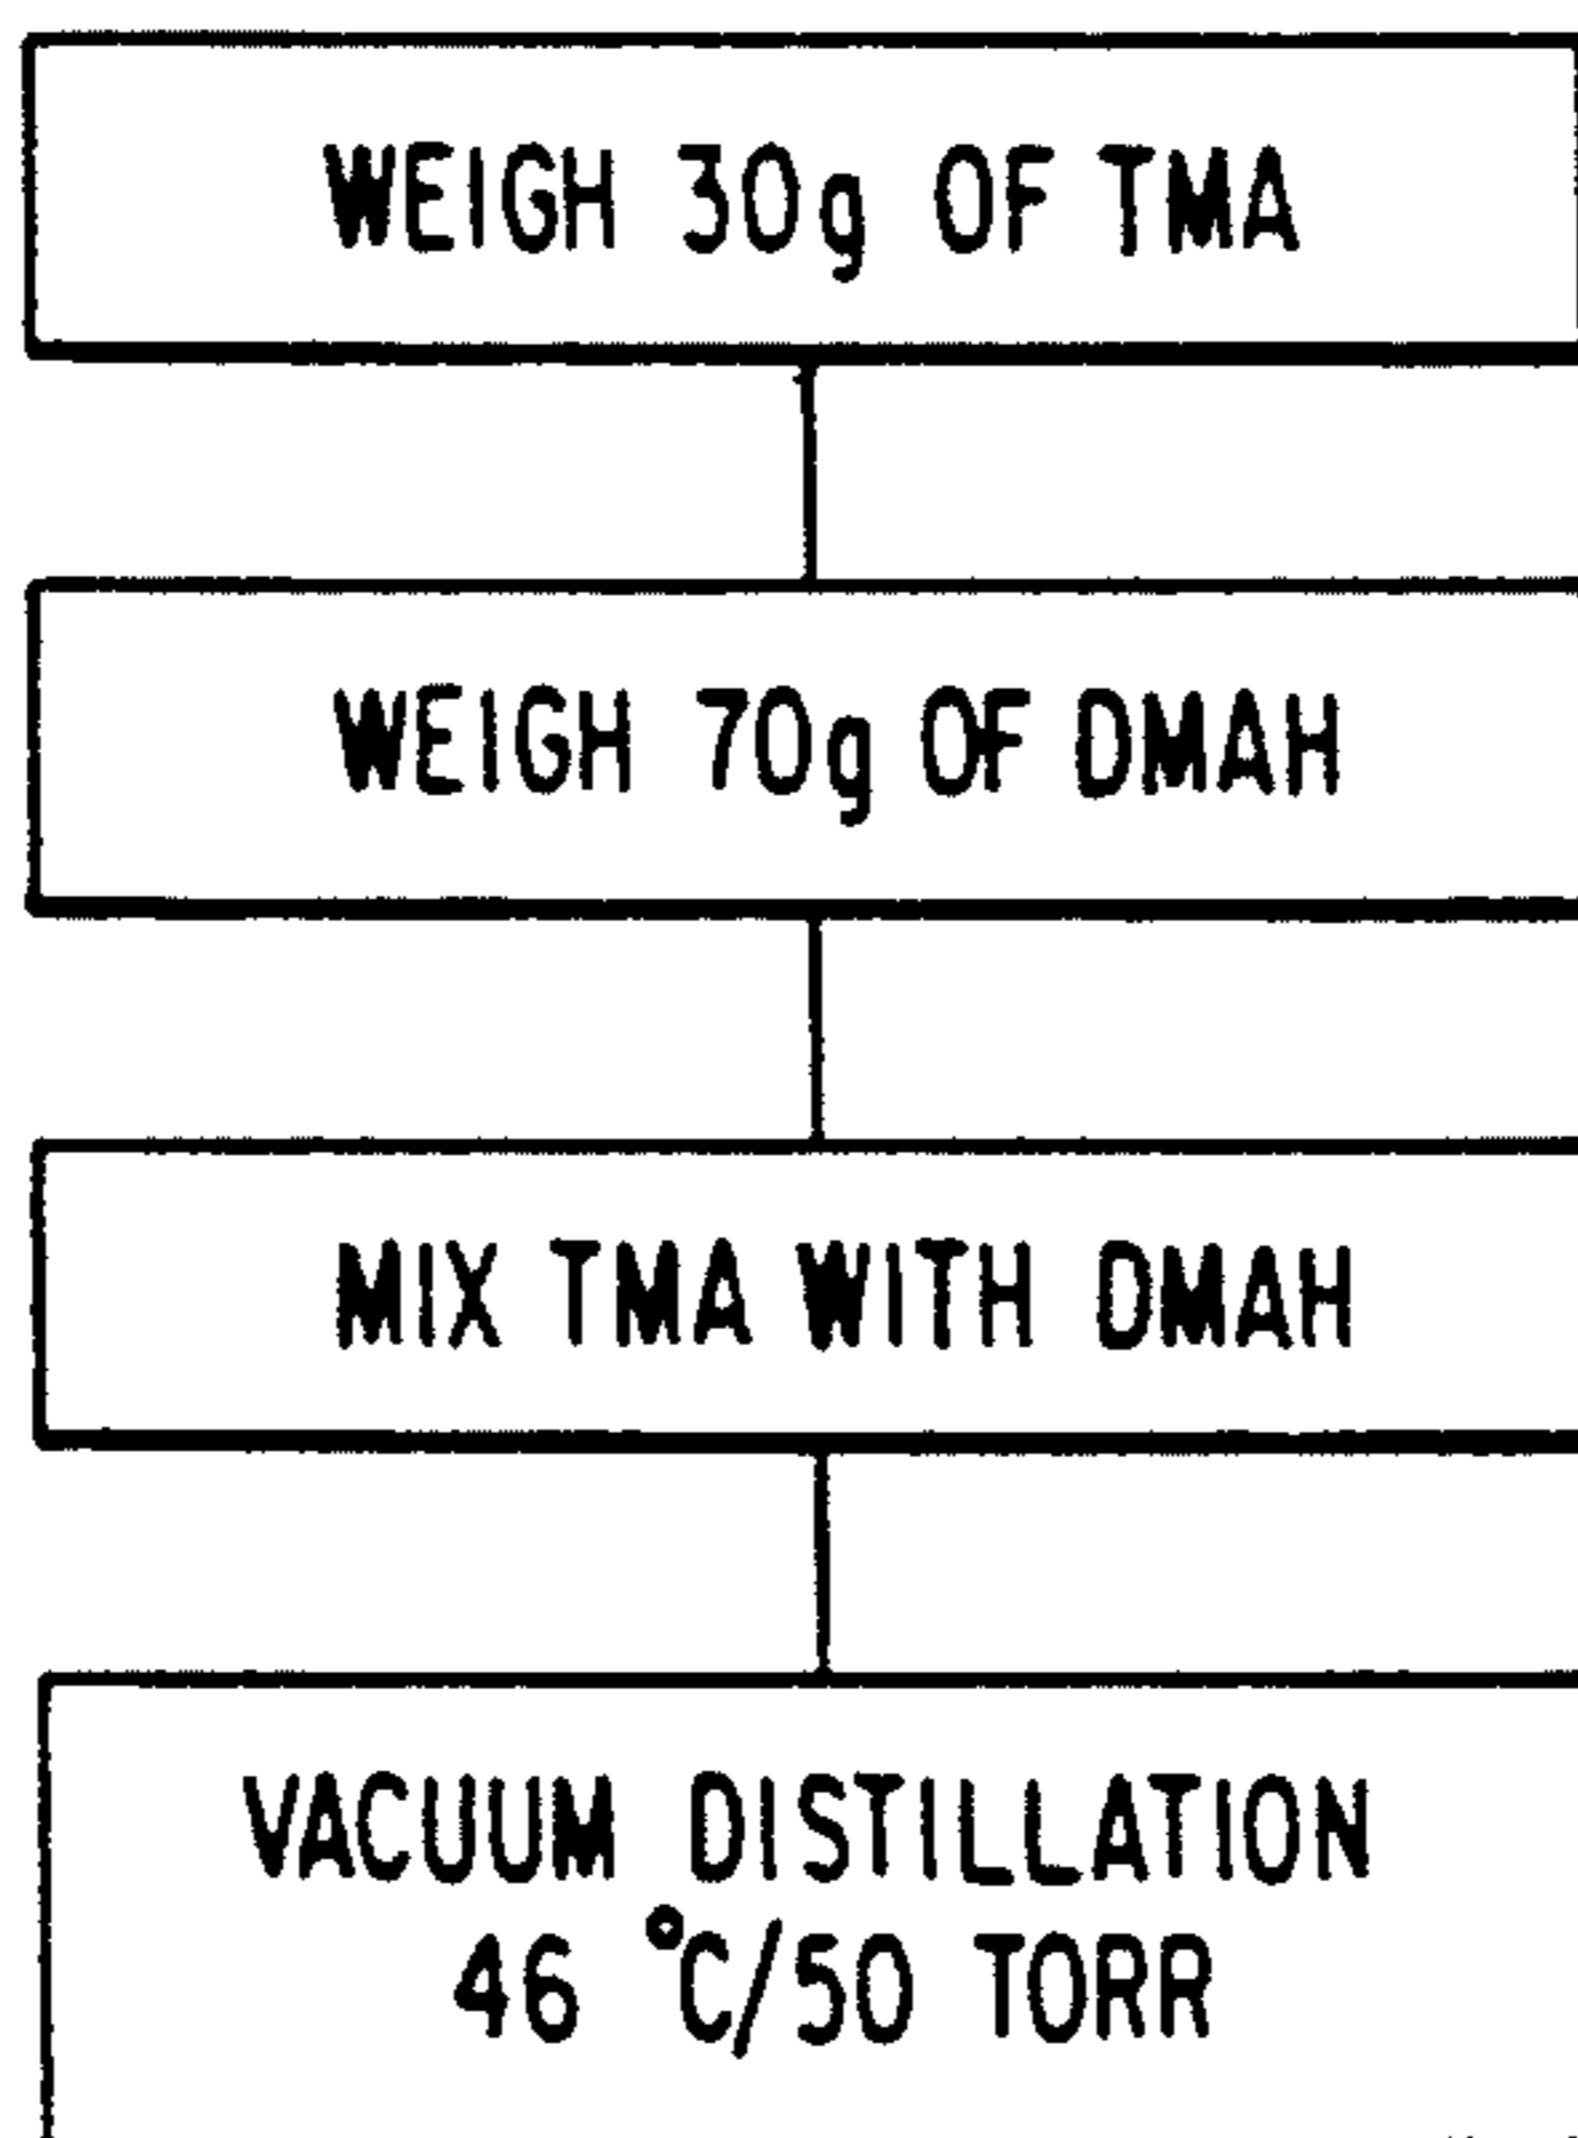 WEIGH 30g OF TMA
WEIGH 70g OF DMAH
MIX TMA WITH DMAH
VACUUM DISTILLATION
46 °C/50 TORR